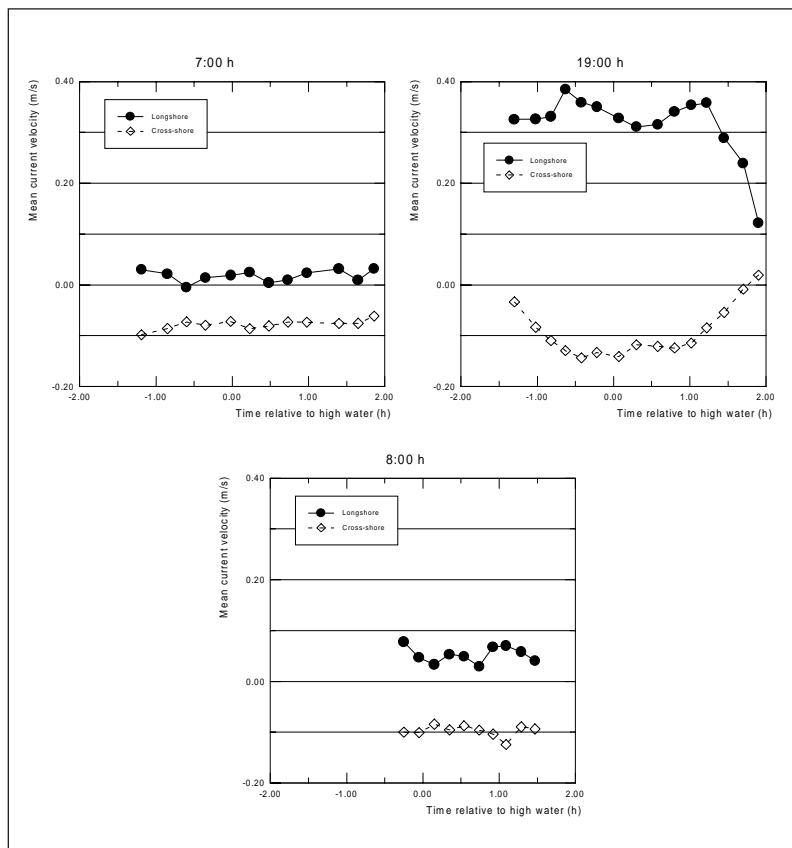 7:00 h
Mean current velocity (m/s)
0.40
0.20
0.00
-0.20
Longshore
Cross-shore
-2.00 -1.00 0.00 1.00 2.00
Time relative to high water (h)
19:00 h
Mean current velocity (m/s)
0.40
0.20
0.00
-0.20
Longshore
Cross-shore
-2.00 -1.00 0.00 1.00 2.00
Time relative to high water (h)
8:00 h
Mean current velocity (m/s)
0.40
0.20
0.00
-0.20
Longshore
Cross-shore
-2.00 -1.00 0.00 1.00 2.00
Time relative to high water (h)